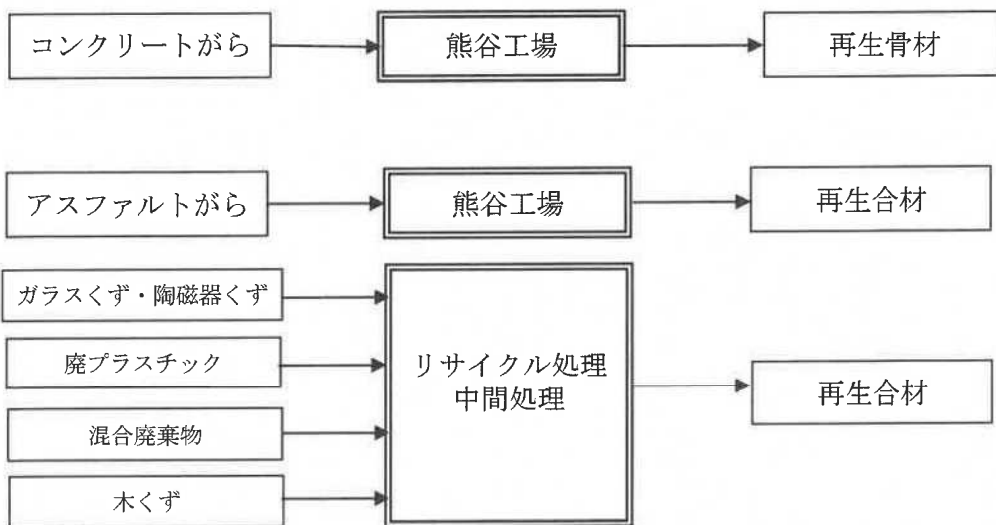 コンクリートがら
熊谷工場
再生骨材
アスファルトがら
熊谷工場
再生合材
ガラスくず・陶磁器くず
廃プラスチック
混合廃棄物
木くず
リサイクル処理
中間処理
再生合材